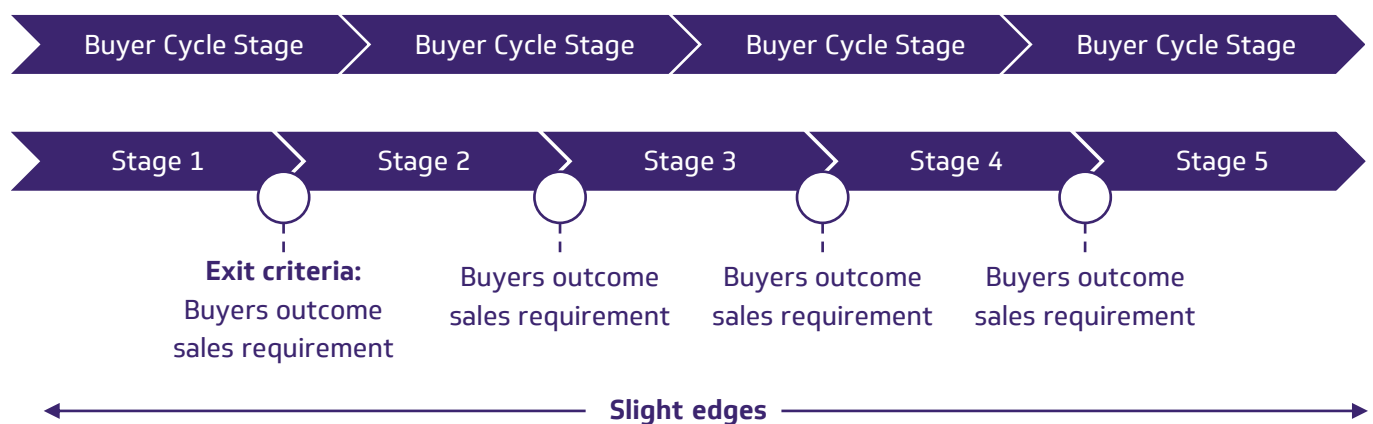 Buyer Cycle Stage Buyer Cycle Stage Buyer Cycle Stage Buyer Cycle Stage
Stage 1 Stage 2 Stage 3 Stage 4 Stage 5
Exit criteria:
Buyers outcome
sales requirement
Buyers outcome
sales requirement
Buyers outcome
sales requirement
Buyers outcome
sales requirement
Slight edges